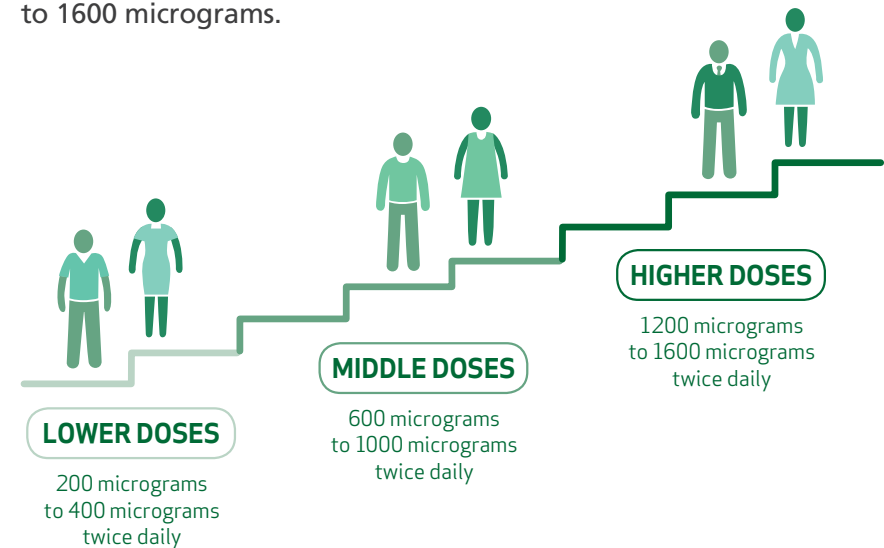 to 1600 micrograms.
HIGHER DOSES
1200 micrograms
to 1600 micrograms
twice daily
MIDDLE DOSES
600 micrograms
to 1000 micrograms
twice daily
LOWER DOSES
200 micrograms
to 400 micrograms
twice daily